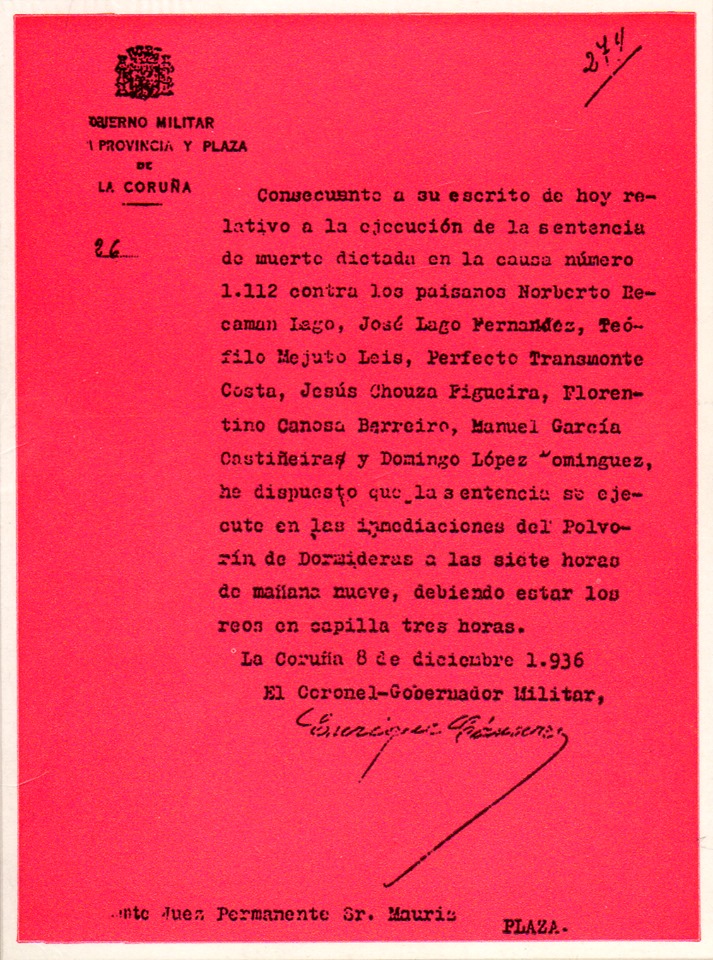 274
GOBIERNO MILITAR
PROVINCIA Y PLAZA
DE
LA CORUÑA
26
Consecuente a su escrito de hoy re-
lativo a la ejecución de la sentencia
de muerte dictada en la causa número
1.112 contra los paisanos Norberto Re-
caman Lago, José Lago Fernandez, Teó-
filo Mejuto Leis, Perfecto Transmonte
Costa, Jesús Chouza Figueira, Floren-
tino Canosa Barreiro, Manuel García
Castiñeiras y Domingo López Dominguez,
he dispuesto que la sentencia se eje-
cute en las inmediaciones del Polvo-
rín de Dormideras a las siete horas
de mañana nueve, debiendo estar los
reos en capilla tres horas.
La Coruña 8 de diciembre 1.936
El Coronel-Gobernador Militar,
Enrique Cánovas
Juez Permanente Sr. Mauriz
PLAZA.